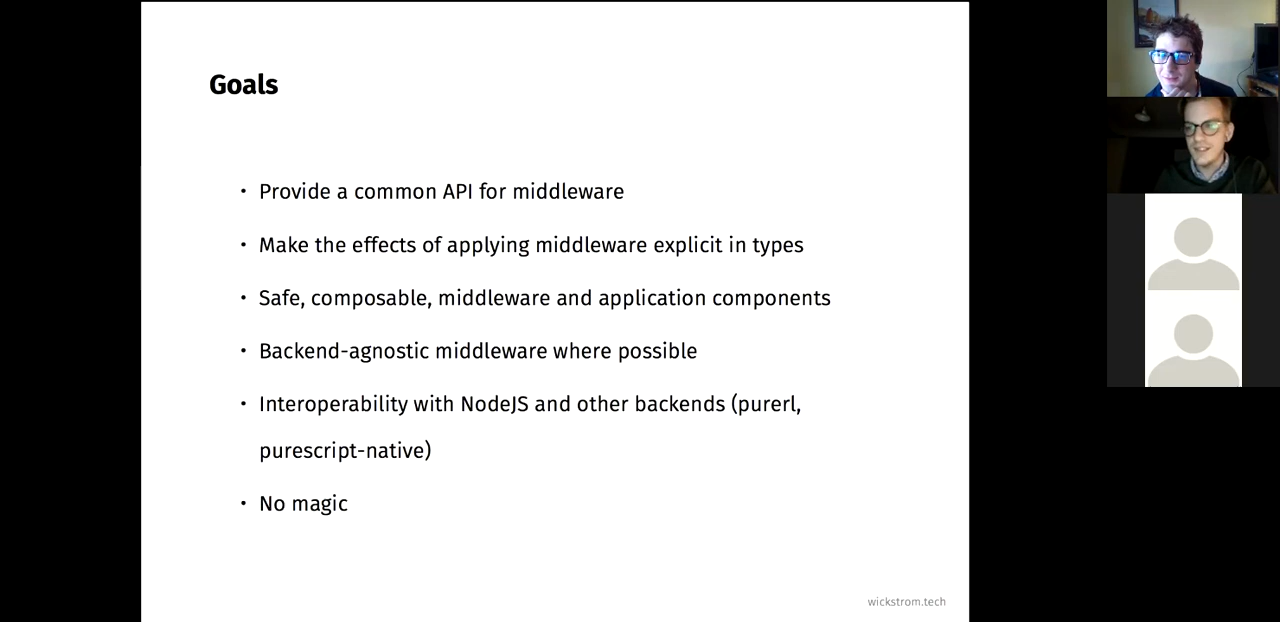 Goals
• Provide a common API for middleware
• Make the effects of applying middleware explicit in types
• Safe, composable, middleware and application components
• Backend-agnostic middleware where possible
• Interoperability with NodeJS and other backends (purerl,
purescript-native)
• No magic
wickstrom.tech